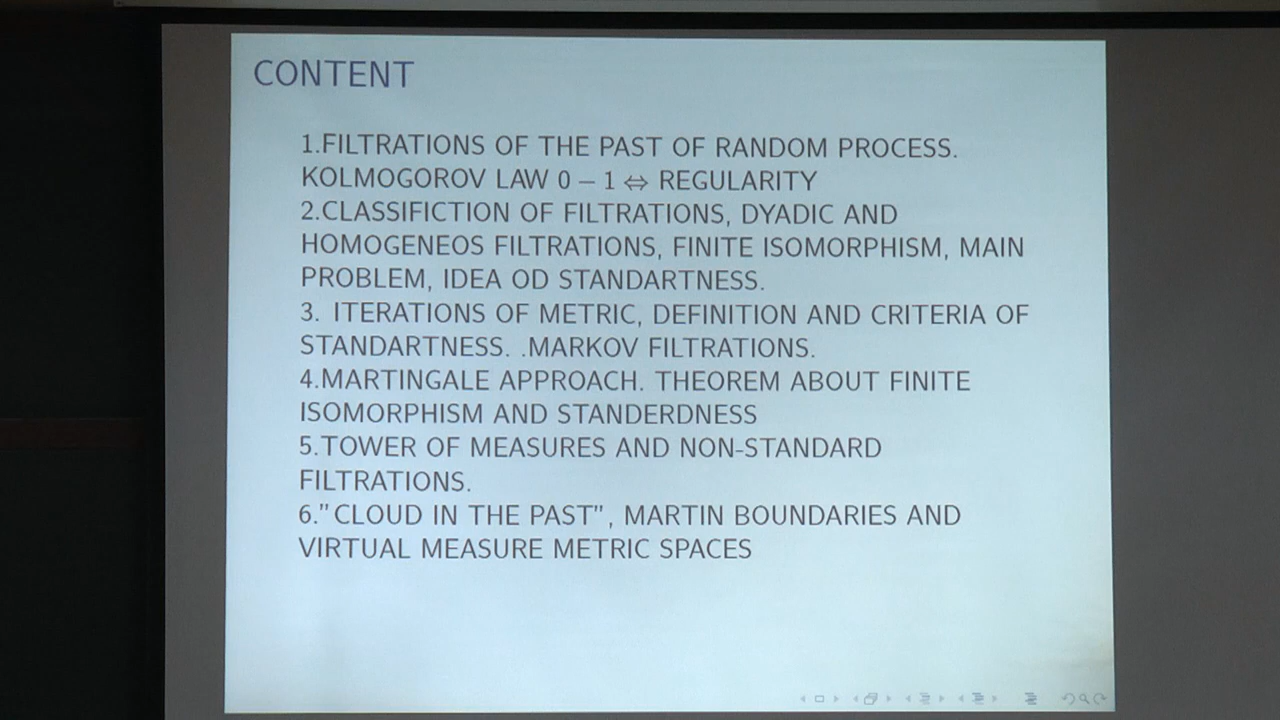 CONTENT
1.FILTRATIONS OF THE PAST OF RANDOM PROCESS.
KOLMOGOROV LAW 0 – 1 ⇔ REGULARITY
2.CLASSIFICTION OF FILTRATIONS, DYADIC AND
HOMOGENEOS FILTRATIONS, FINITE ISOMORPHISM, MAIN
PROBLEM, IDEA OD STANDARTNESS.
3. ITERATIONS OF METRIC, DEFINITION AND CRITERIA OF
STANDARTNESS. .MARKOV FILTRATIONS.
4.MARTINGALE APPROACH. THEOREM ABOUT FINITE
ISOMORPHISM AND STANDERDNESS
5.TOWER OF MEASURES AND NON-STANDARD
FILTRATIONS.
6."CLOUD IN THE PAST", MARTIN BOUNDARIES AND
VIRTUAL MEASURE METRIC SPACES